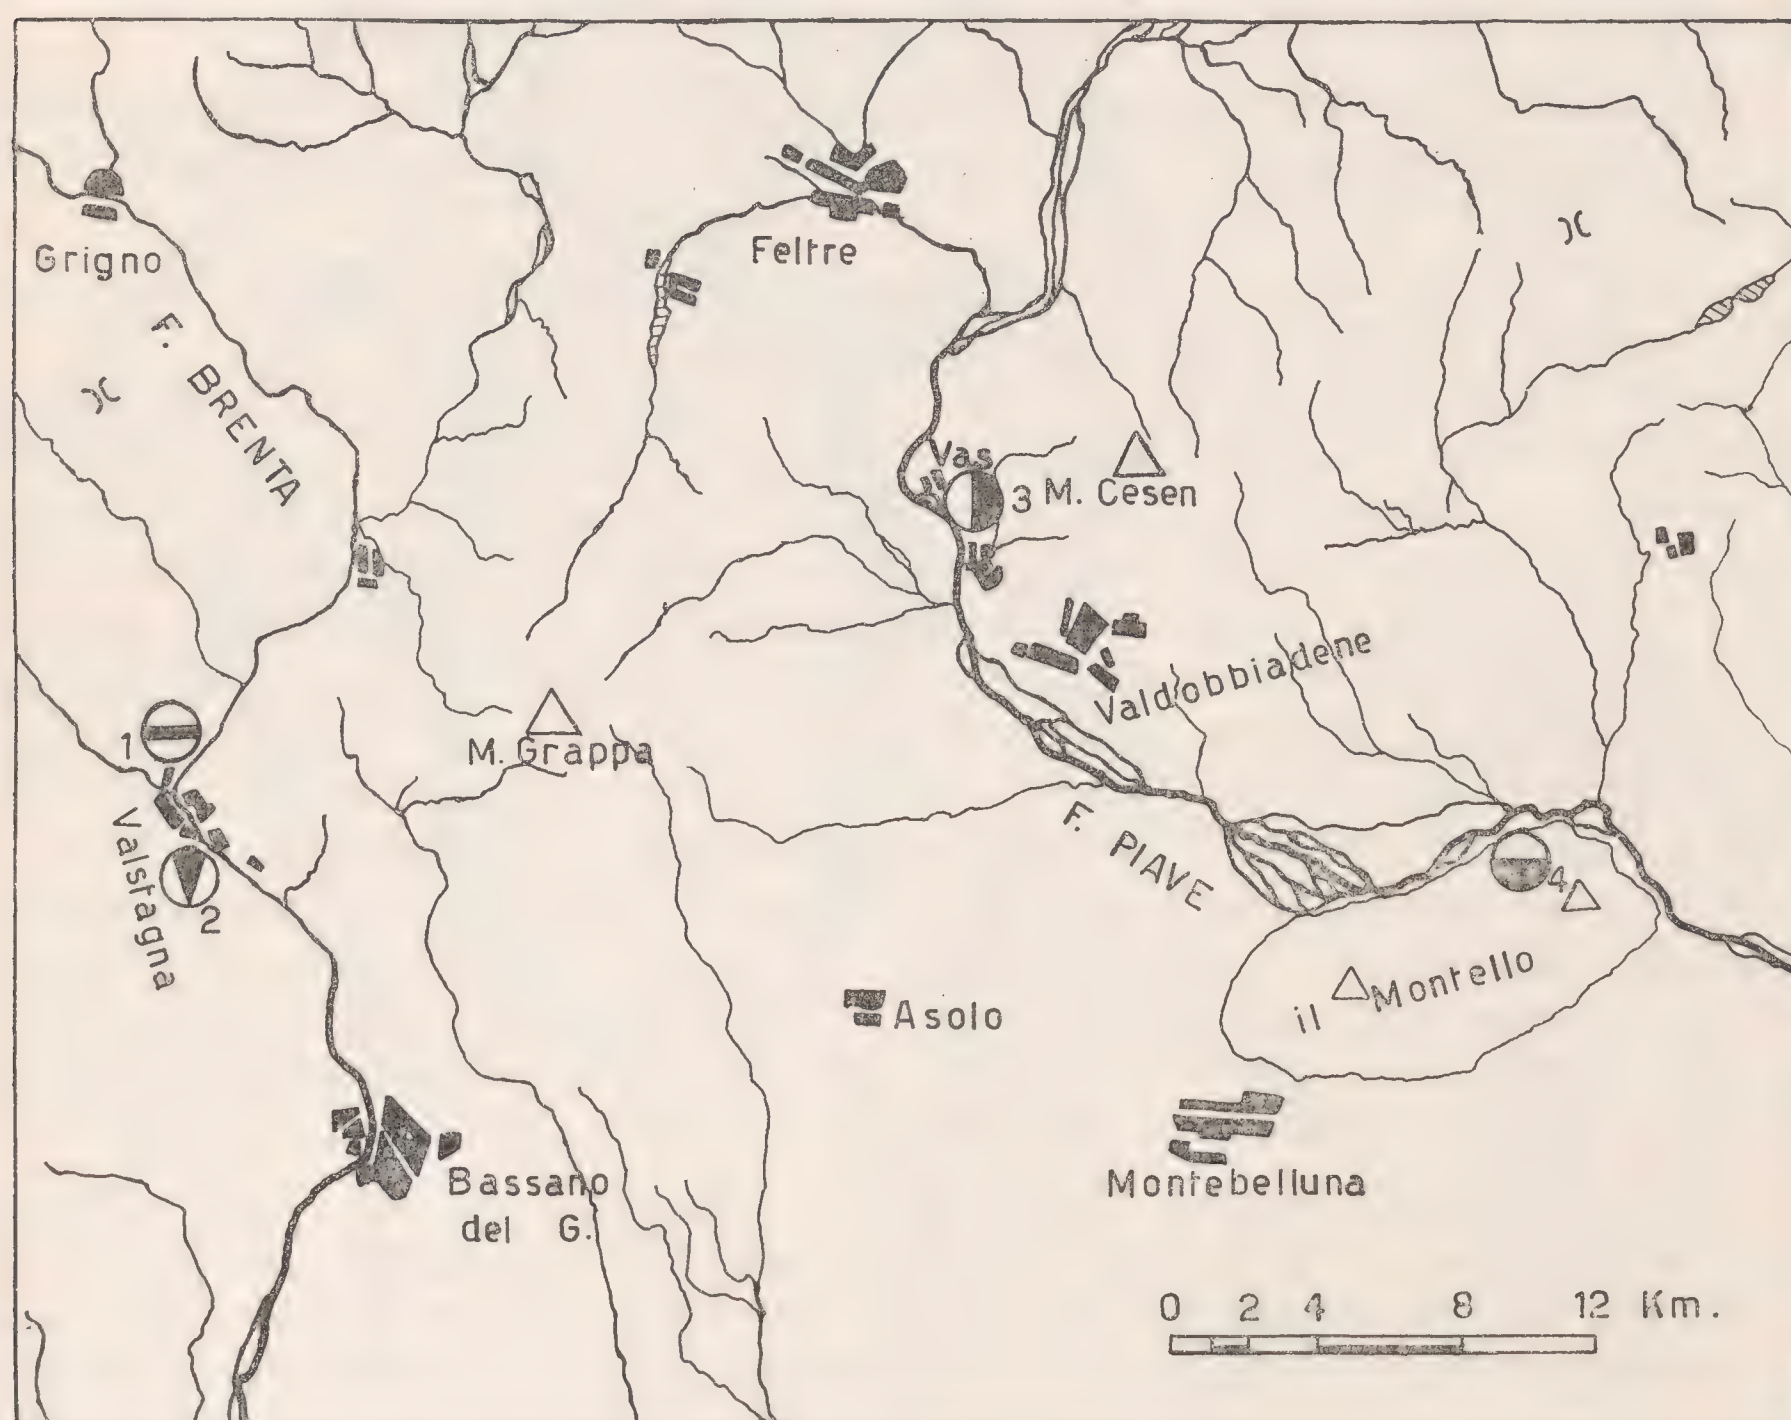 Grigno
Feltre
F. BRENTA
Vas
3
M. Cesen
Valdobbiadene
1
M. Grappa
Valstagna
2
F. PIAVE
4
il Montello
Asolo
Bassano
del G.
Montebelluna
0 2 4 8 12 Km.